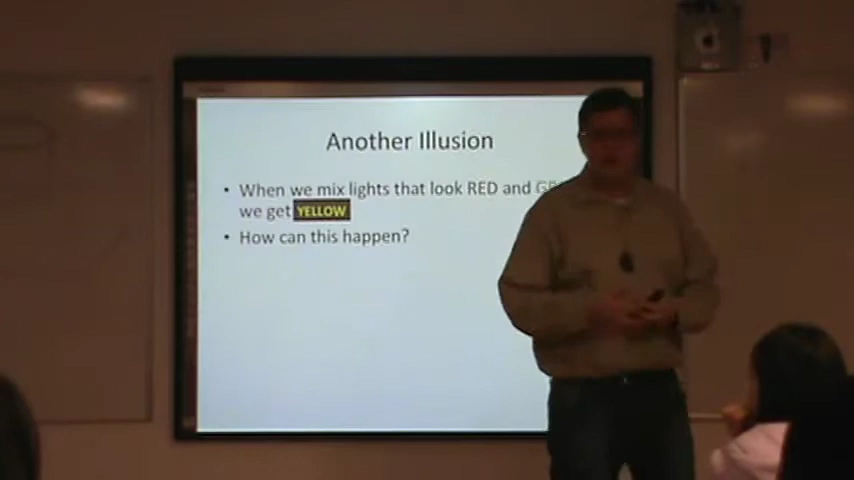 Another Illusion
• When we mix lights that look RED and
we get YELLOW
• How can this happen?